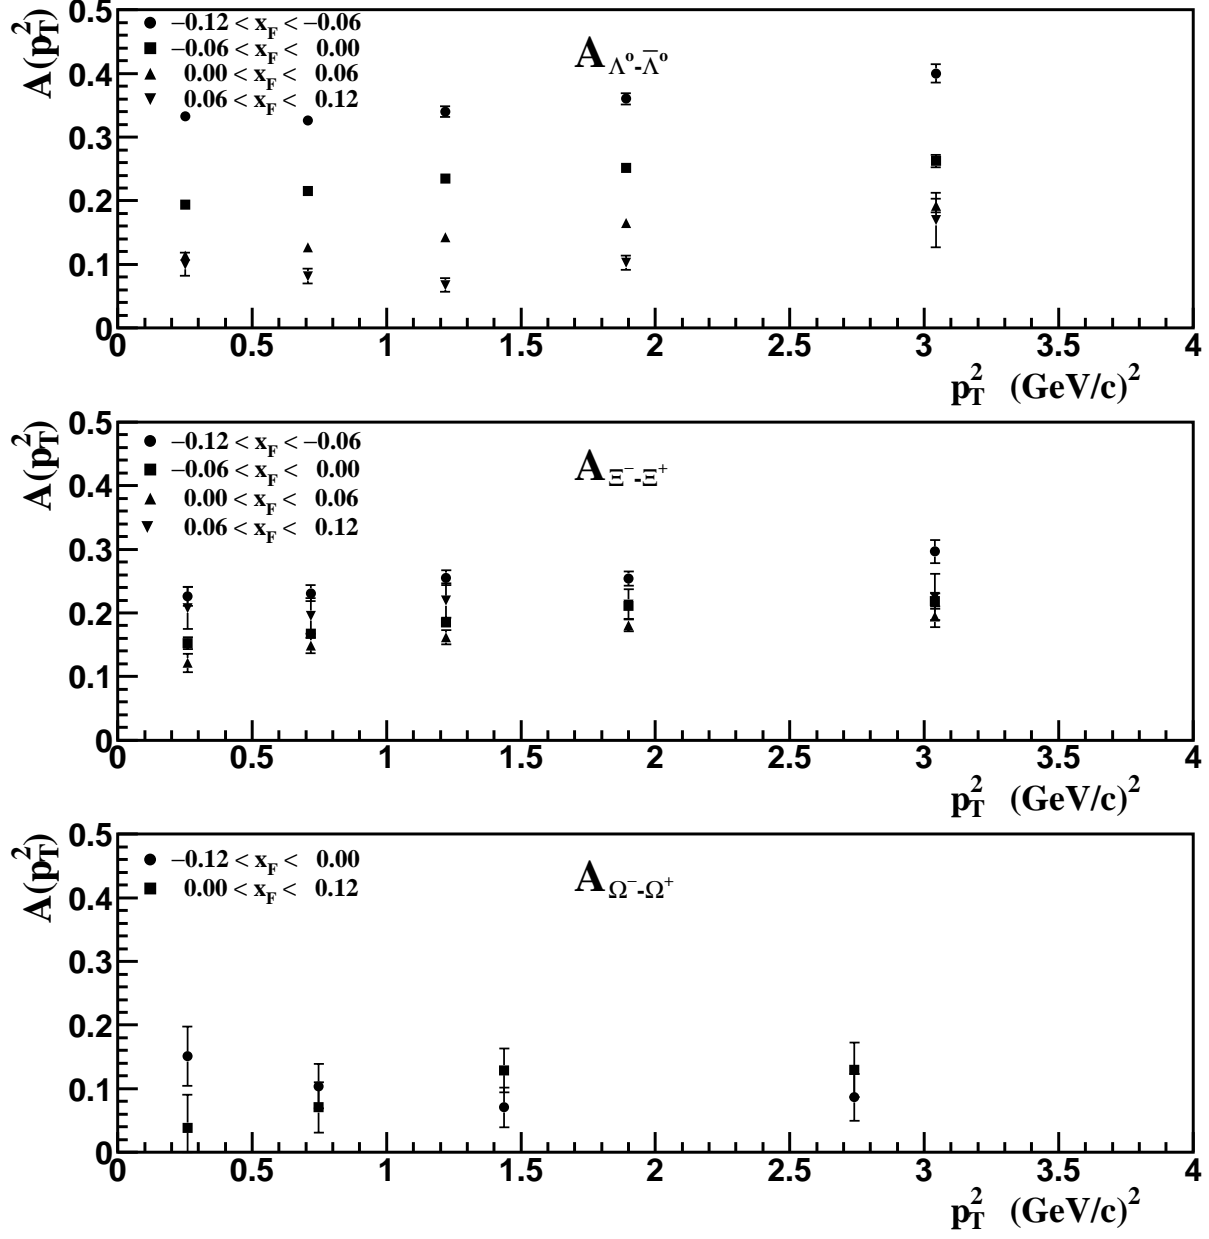 A(p_T^2)
0.5
0.4
0.3
0.2
0.1
0
−0.12 < x_F < −0.06
−0.06 < x_F < 0.00
0.00 < x_F < 0.06
0.06 < x_F < 0.12
A_Λ°-Λ̄°
0 0.5 1 1.5 2 2.5 3 3.5 4
p_T^2 (GeV/c)^2
A(p_T^2)
0.5
0.4
0.3
0.2
0.1
0
−0.12 < x_F < −0.06
−0.06 < x_F < 0.00
0.00 < x_F < 0.06
0.06 < x_F < 0.12
A_Ξ⁻-Ξ⁺
0 0.5 1 1.5 2 2.5 3 3.5 4
p_T^2 (GeV/c)^2
A(p_T^2)
0.5
0.4
0.3
0.2
0.1
0
−0.12 < x_F < 0.00
0.00 < x_F < 0.12
A_Ω⁻-Ω⁺
0 0.5 1 1.5 2 2.5 3 3.5 4
p_T^2 (GeV/c)^2